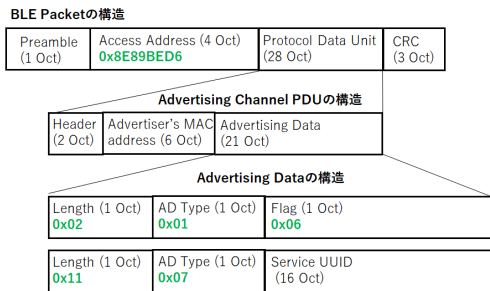 BLE Packetの構造
Preamble
(1 Oct)
Access Address (4 Oct)
0x8E89BED6
Protocol Data Unit
(28 Oct)
CRC
(3 Oct)
Advertising Channel PDUの構造
Header
(2 Oct)
Advertiser's MAC
address (6 Oct)
Advertising Data
(21 Oct)
Advertising Dataの構造
Length (1 Oct)
0x02
AD Type (1 Oct)
0x01
Flag (1 Oct)
0x06
Length (1 Oct)
0x11
AD Type (1 Oct)
0x07
Service UUID
(16 Oct)